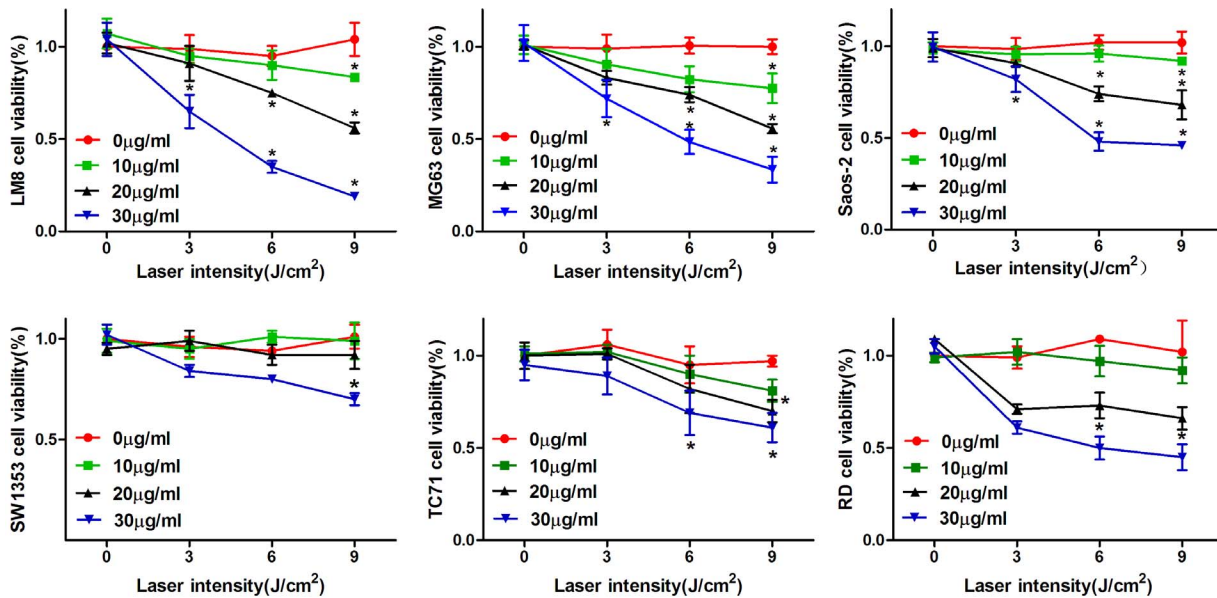 LM8 cell viability(%)
1.0
0.5
0.0
0μg/ml
10μg/ml
20μg/ml
30μg/ml
* * * * * *
0 3 6 9
Laser intensity(J/cm²)
MG63 cell viability(%)
1.0
0.5
0.0
0μg/ml
10μg/ml
20μg/ml
30μg/ml
* * * * * *
0 3 6 9
Laser intensity(J/cm²)
Saos-2 cell viability(%)
1.0
0.5
0.0
0μg/ml
10μg/ml
20μg/ml
30μg/ml
* * * * * *
0 3 6 9
Laser intensity(J/cm²）
SW1353 cell viability(%)
1.0
0.5
0μg/ml
10μg/ml
20μg/ml
30μg/ml
*
0 3 6 9
Laser intensity(J/cm²)
TC71 cell viability(%)
1.0
0.5
0.0
0μg/ml
10μg/ml
20μg/ml
30μg/ml
* * *
0 3 6 9
Laser intensity(J/cm²)
RD cell viability(%)
1.0
0.5
0.0
0μg/ml
10μg/ml
20μg/ml
30μg/ml
* *
0 3 6 9
Laser intensity(J/cm²)